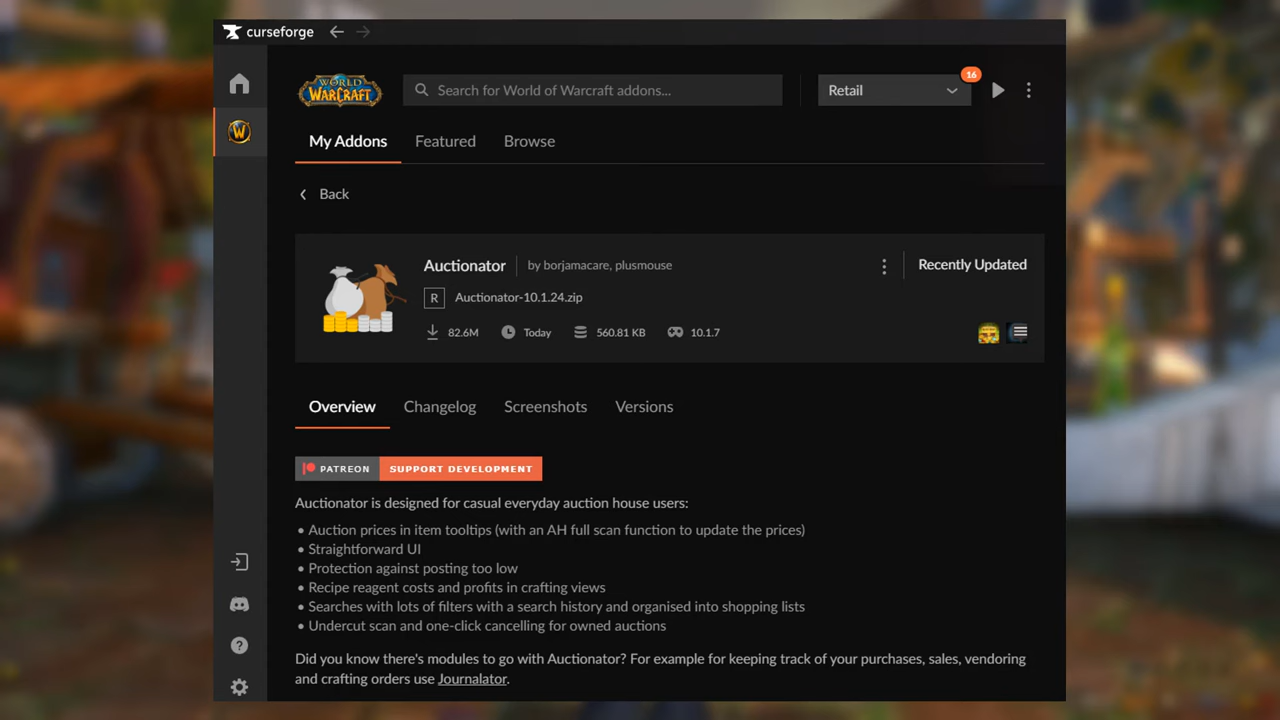 curseforge
WORLD
WARCRAFT
Search for World of Warcraft addons...
Retail
16
W
My Addons
Featured
Browse
Back
Auctionator
by borjamacare, plusmouse
Recently Updated
R
Auctionator-10.1.24.zip
82.6M
Today
560.81 KB
10.1.7
Overview
Changelog
Screenshots
Versions
PATREON
SUPPORT DEVELOPMENT
Auctionator is designed for casual everyday auction house users:
• Auction prices in item tooltips (with an AH full scan function to update the prices)
• Straightforward UI
• Protection against posting too low
• Recipe reagent costs and profits in crafting views
• Searches with lots of filters with a search history and organised into shopping lists
• Undercut scan and one-click cancelling for owned auctions
Did you know there's modules to go with Auctionator? For example for keeping track of your purchases, sales, vendoring
and crafting orders use Journalator.